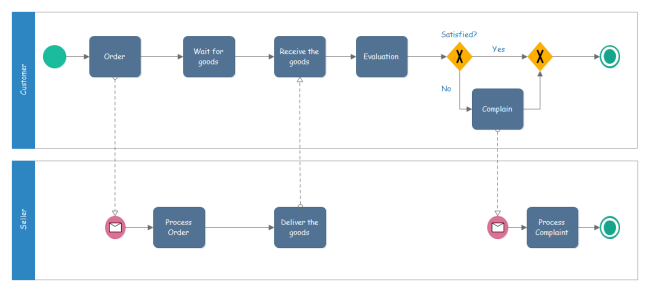 Customer
Order
Wait for
goods
Receive the
goods
Evaluation
Satisfied?
Yes
No
Complain
Seller
Process
Order
Deliver the
goods
Process
Complaint